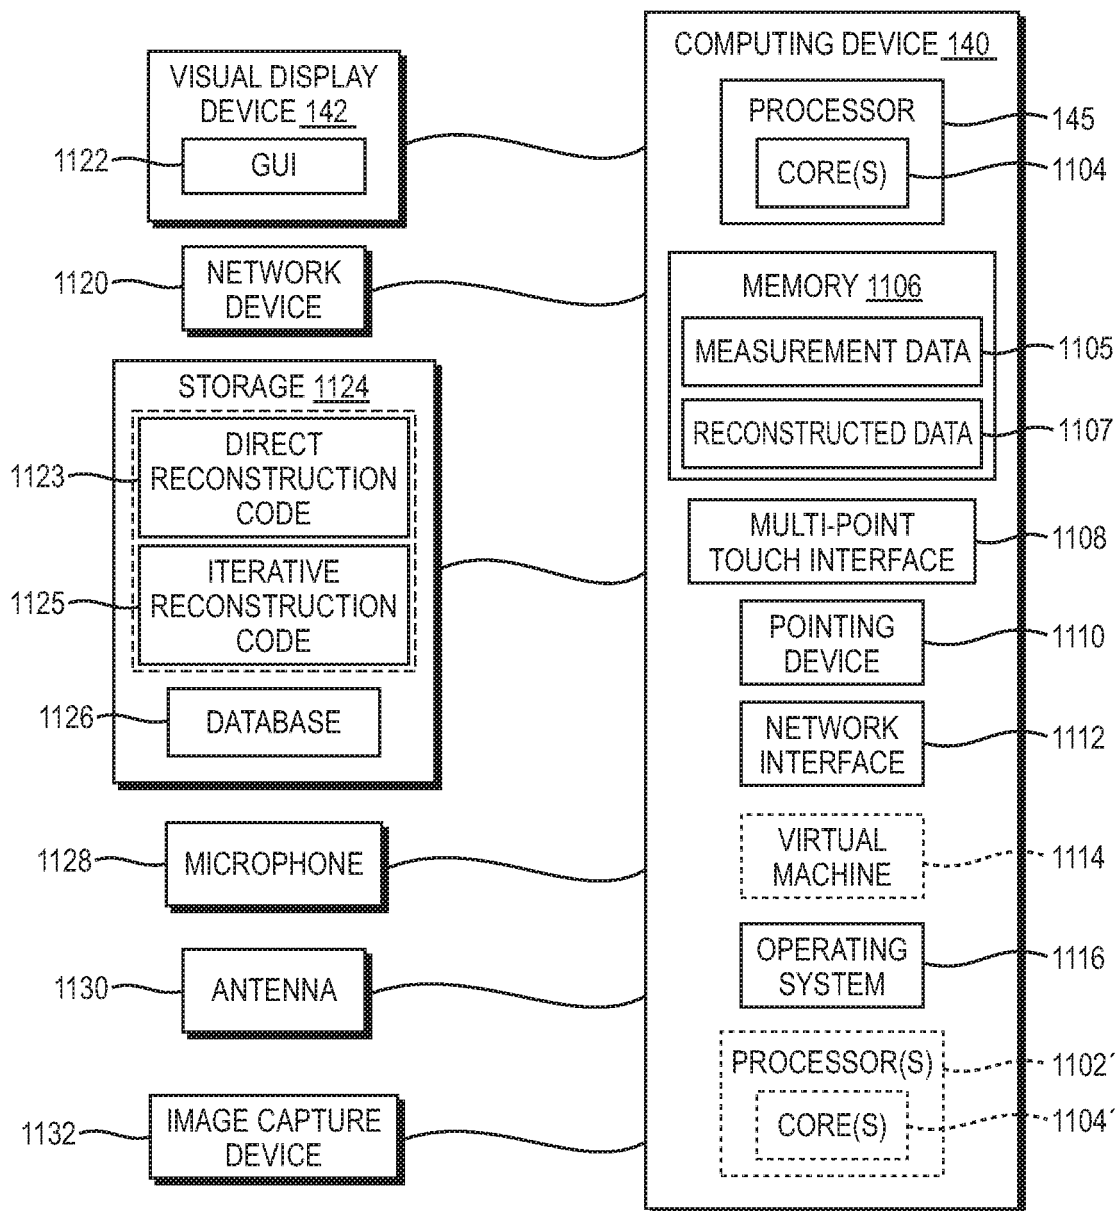 VISUAL DISPLAY
DEVICE 142
1122
GUI
1120
NETWORK
DEVICE
STORAGE 1124
1123
DIRECT
RECONSTRUCTION
CODE
1125
ITERATIVE
RECONSTRUCTION
CODE
1126
DATABASE
1128
MICROPHONE
1130
ANTENNA
1132
IMAGE CAPTURE
DEVICE
COMPUTING DEVICE 140
PROCESSOR
145
CORE(S)
1104
MEMORY 1106
MEASUREMENT DATA
1105
RECONSTRUCTED DATA
1107
MULTI-POINT
TOUCH INTERFACE
1108
POINTING
DEVICE
1110
NETWORK
INTERFACE
1112
VIRTUAL
MACHINE
1114
OPERATING
SYSTEM
1116
PROCESSOR(S)
1102´
CORE(S)
1104´